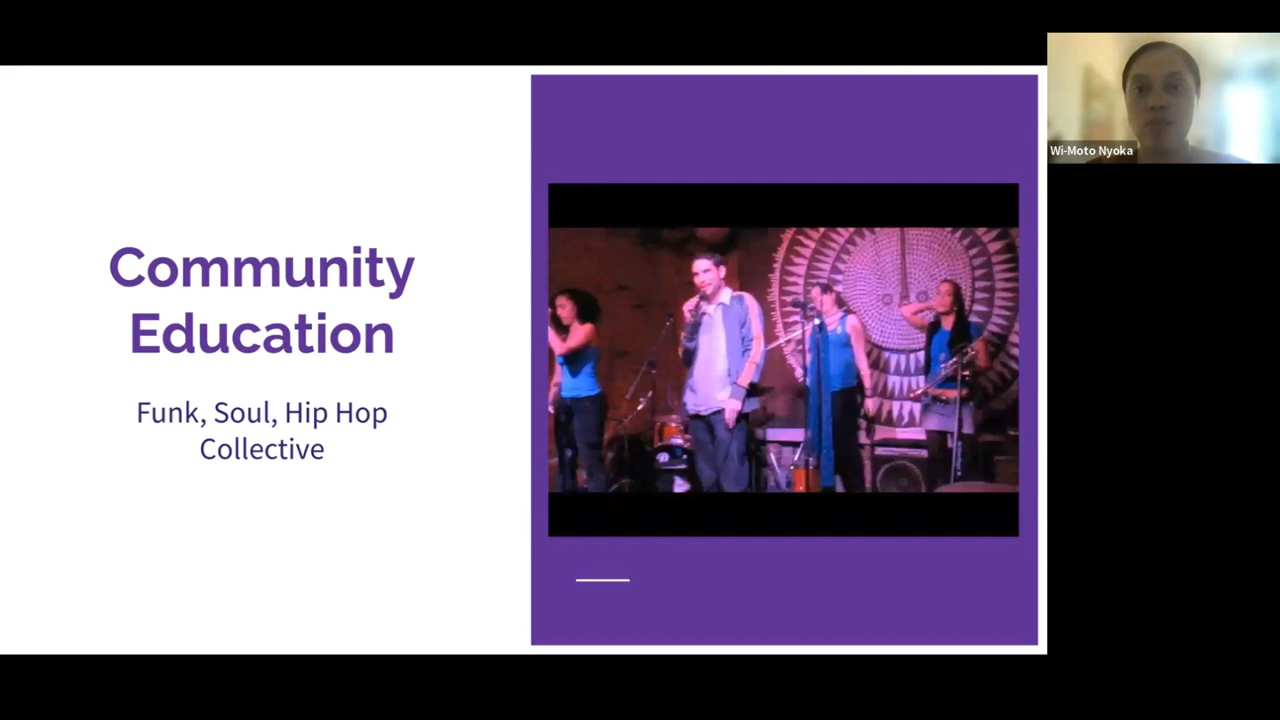 Community
Education
Funk, Soul, Hip Hop
Collective
Wi-Moto Nyoka